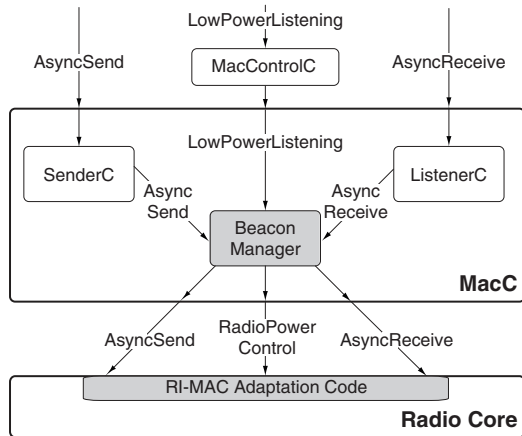 LowPowerListening
AsyncSend
MacControlC
AsyncReceive
LowPowerListening
SenderC
ListenerC
Async
Send
Async
Receive
Beacon
Manager
MacC
AsyncSend
RadioPower
Control
AsyncReceive
RI-MAC Adaptation Code
Radio Core